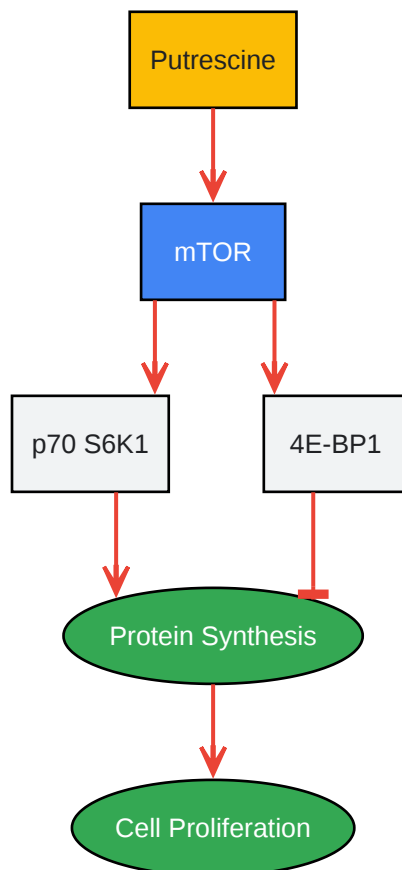 Putrescine
mTOR
p70 S6K1
4E-BP1
Protein Synthesis
Cell Proliferation